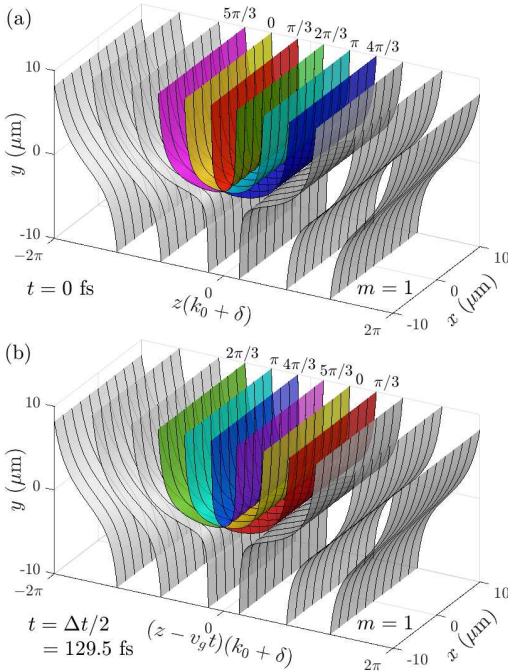 (a)
5π/3 0 π/3 2π/3 π 4π/3
10
0
-10
y (μm)
−2π
0
2π
z(k₀ + δ)
-10
0
10
x (μm)
t = 0 fs
m = 1
(b)
2π/3 π 4π/3 5π/3 0 π/3
10
0
-10
y (μm)
−2π
0
2π
(z − v_g t)(k₀ + δ)
-10
0
10
x (μm)
t = Δt/2
= 129.5 fs
m = 1